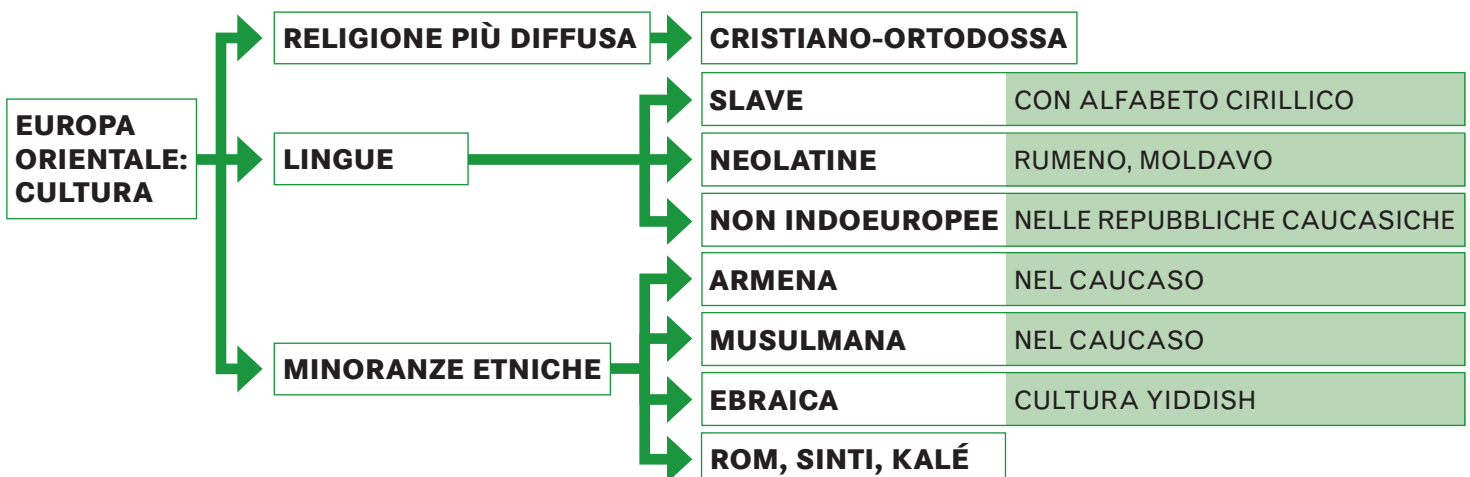 EUROPA
ORIENTALE:
CULTURA
RELIGIONE PIÙ DIFFUSA
CRISTIANO-ORTODOSSA
LINGUE
SLAVE
CON ALFABETO CIRILLICO
NEOLATINE
RUMENO, MOLDAVO
NON INDOEUROPEE
NELLE REPUBBLICHE CAUCASICHE
MINORANZE ETNICHE
ARMENA
NEL CAUCASO
MUSULMANA
NEL CAUCASO
EBRAICA
CULTURA YIDDISH
ROM, SINTI, KALÉ